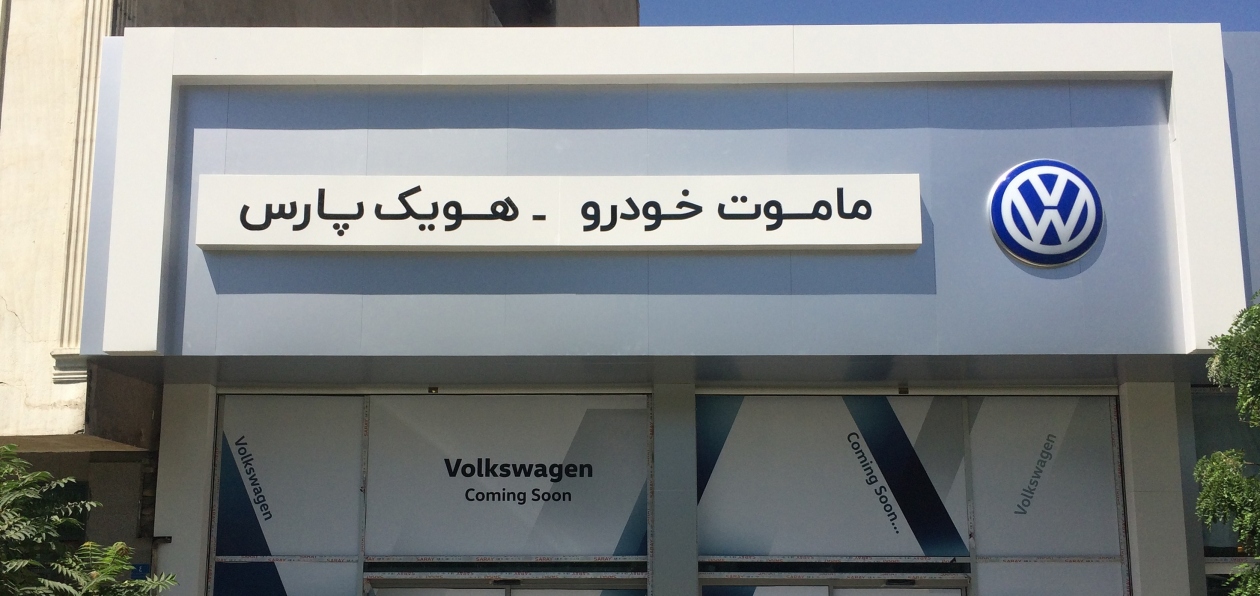 ماموت خودرو - هویک پارس
Volkswagen
Volkswagen
Coming Soon
Coming Soon...
Volkswagen